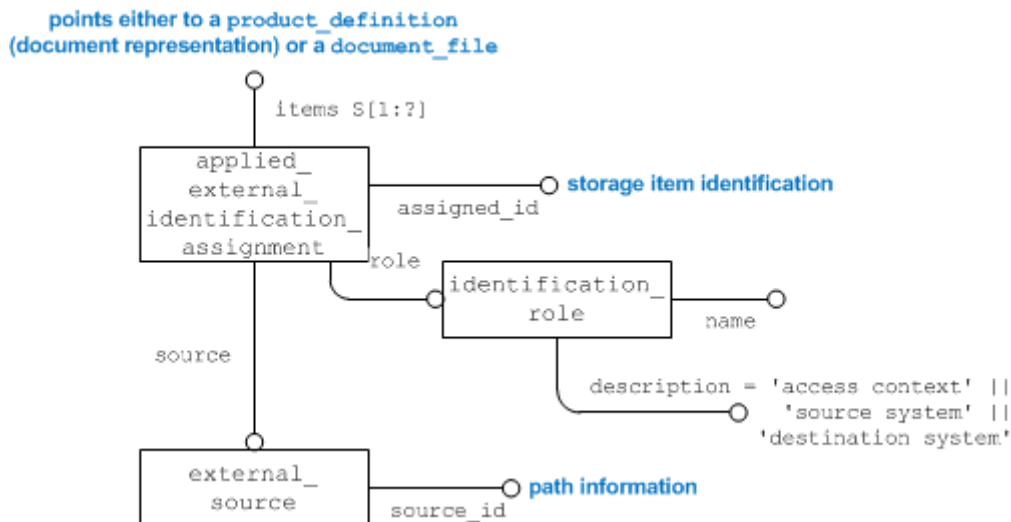 points either to a product_definition
(document representation) or a document_file
items S[1:?]
applied_
external_
identification_
assignment
assigned_id
storage item identification
role
identification_
role
name
source
description = 'access context' ||
'source system' ||
'destination system'
external_
source
source_id
path information